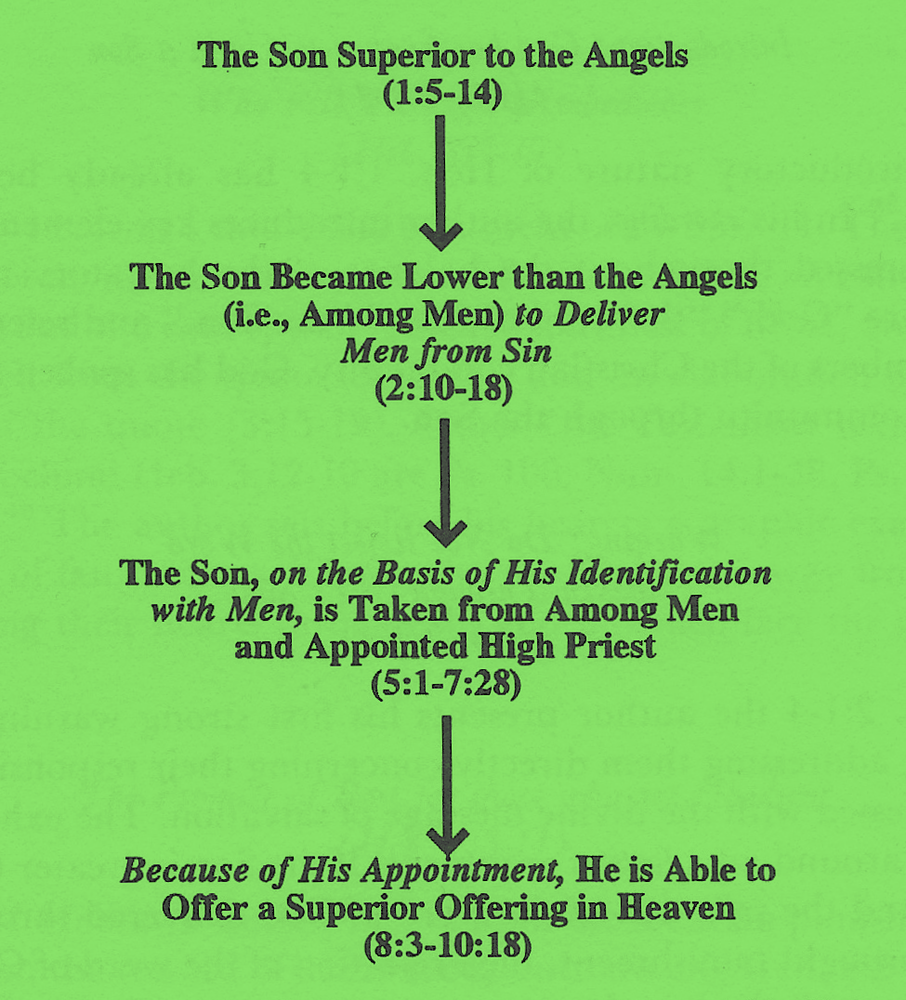 The Son Superior to the Angels
(1:5-14)
The Son Became Lower than the Angels
(i.e., Among Men) to Deliver
Men from Sin
(2:10-18)
The Son, on the Basis of His Identification
with Men, is Taken from Among Men
and Appointed High Priest
(5:1-7:28)
Because of His Appointment, He is Able to
Offer a Superior Offering in Heaven
(8:3-10:18)